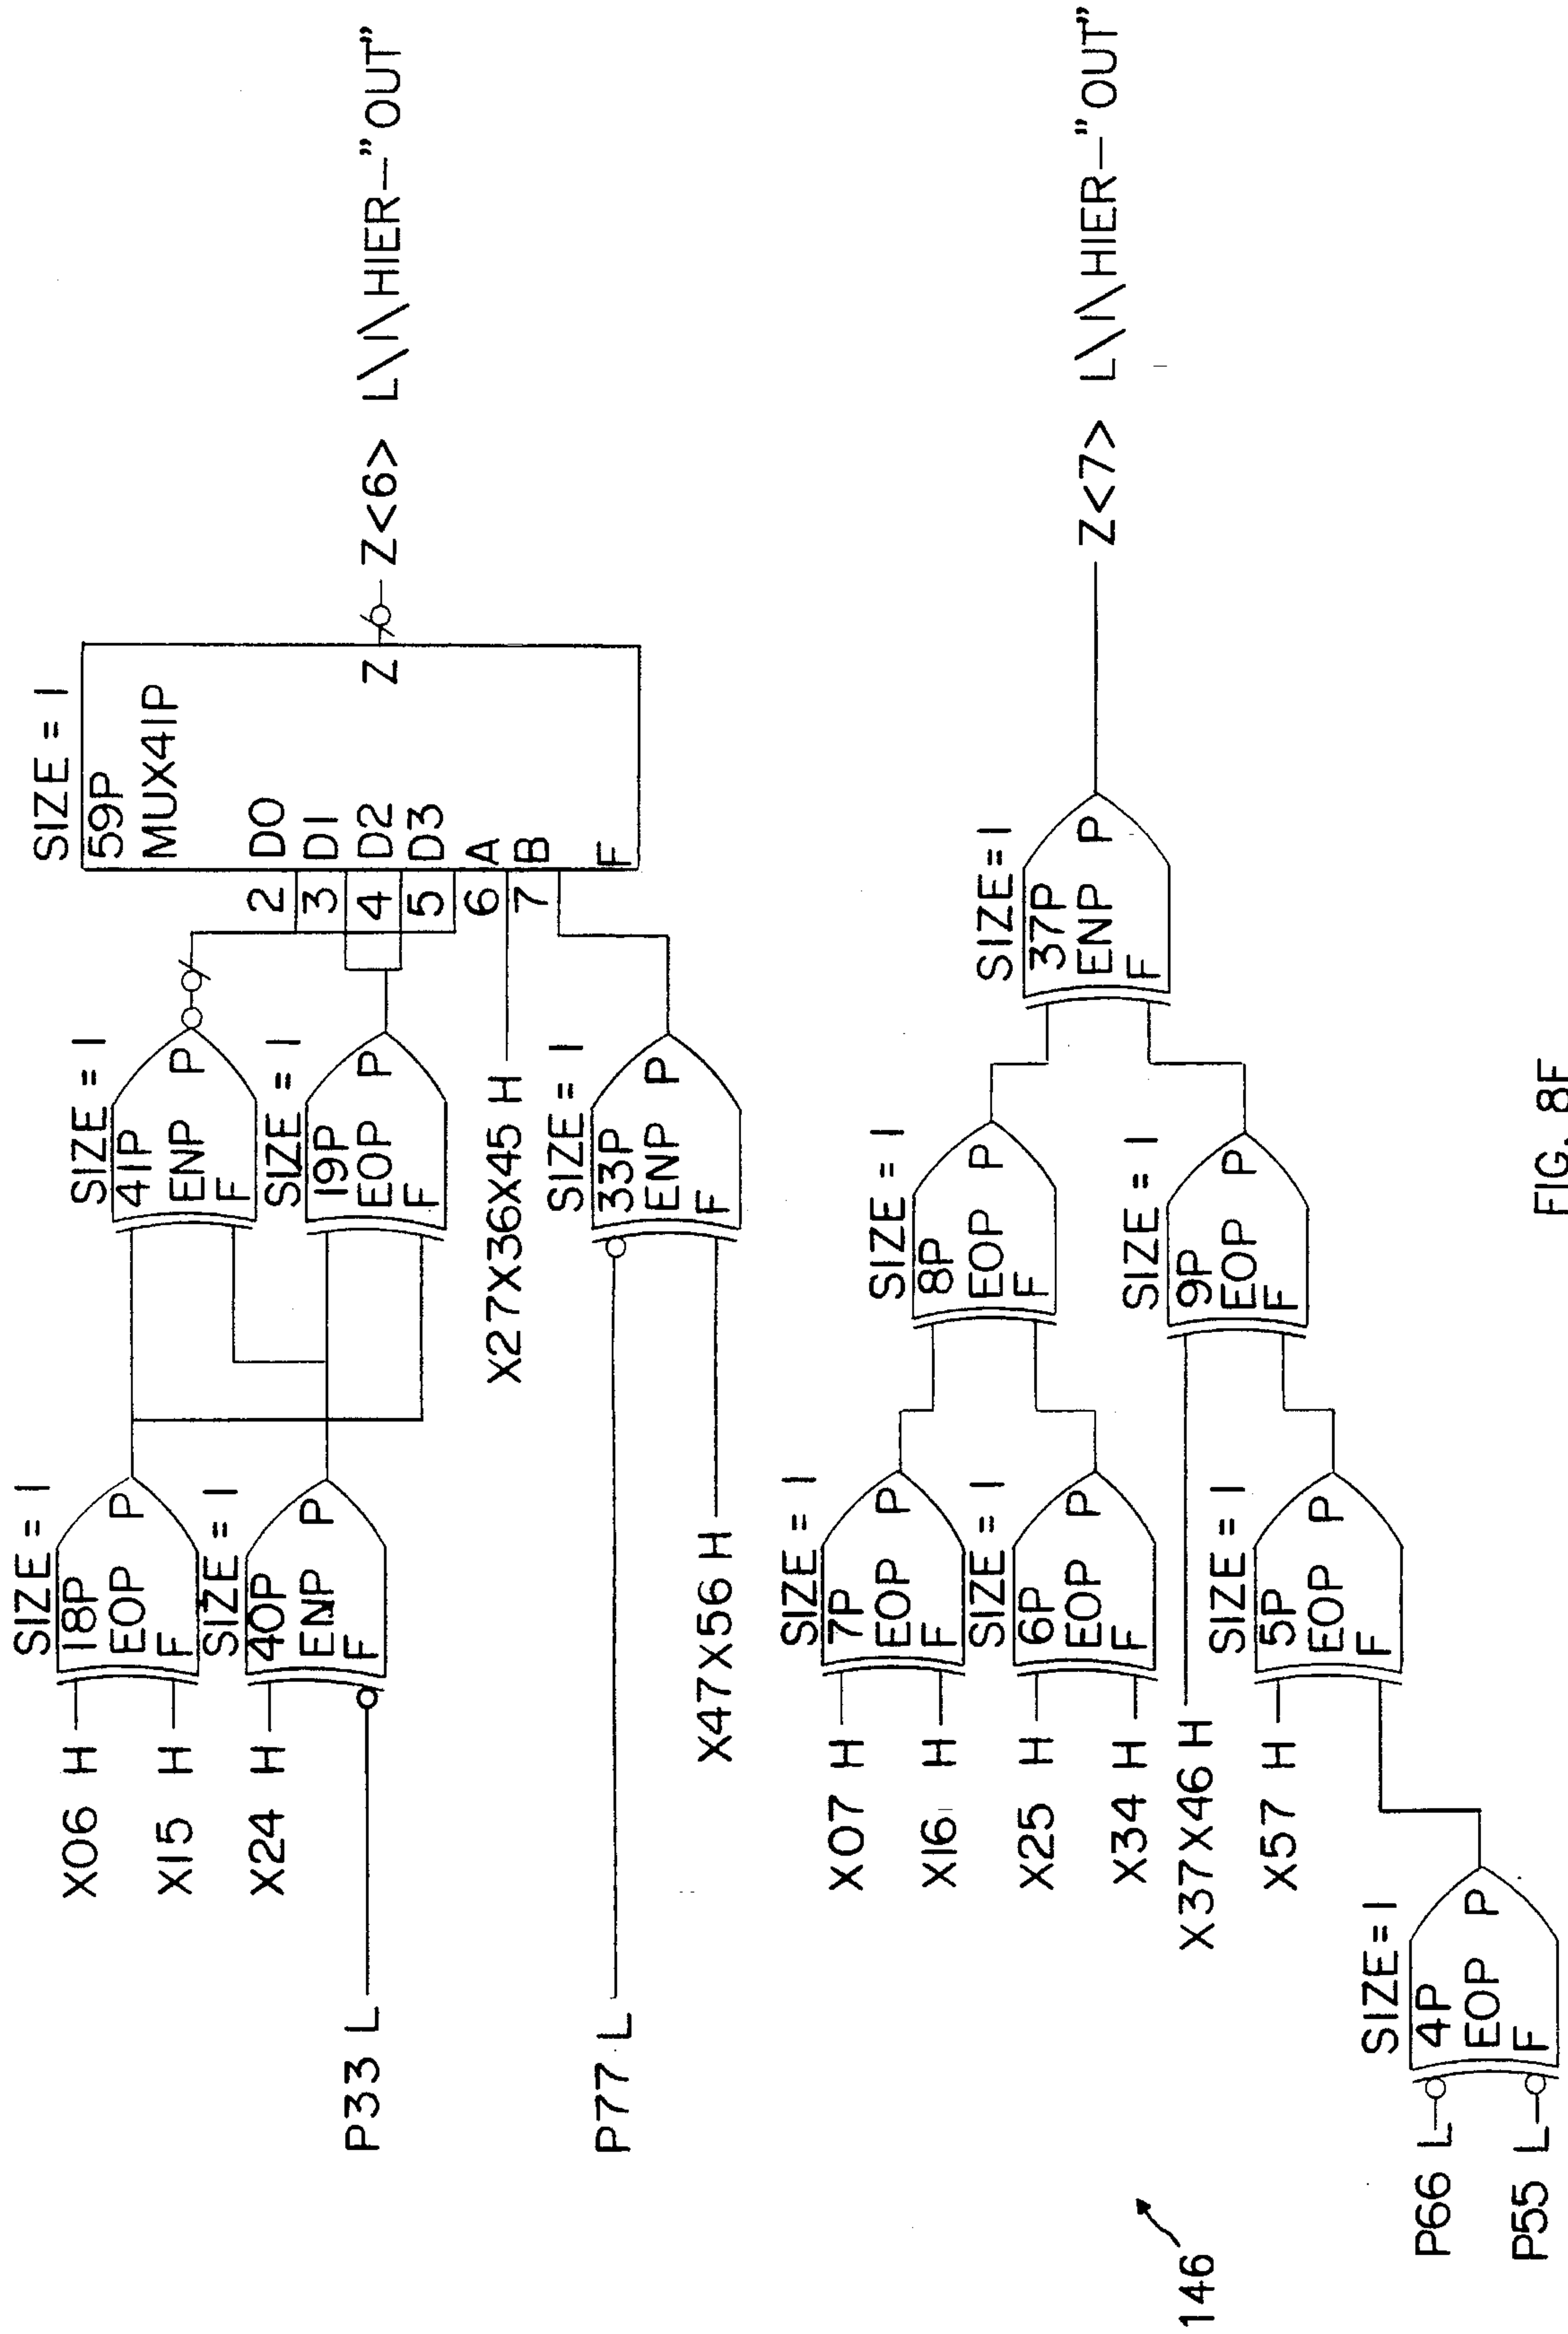 SIZE = 1
18P
EOP P
F
X06 H
X15 H
SIZE = 1
40P
ENP P
F
X24 H
P33 L
SIZE = 1
41P
ENP P
F
SIZE = 1
19P
EOP P
F
X27X36X45 H
SIZE = 1
33P
ENP P
F
P77 L
X47X56 H
SIZE = 1
59P
MUX41P
2 D0
3 D1
4 D2
5 D3
6 A
7 B
F
Z
Z<6> L\I\HIER-"OUT"
SIZE = 1
7P
EOP P
F
X07 H
X16 H
SIZE = 1
6P
EOP P
F
X25 H
X34 H
X37X46 H
SIZE = 1
5P
EOP P
F
X57 H
SIZE = 1
4P
EOP P
F
P66 L
P55 L
SIZE = 1
8P
EOP P
F
SIZE = 1
9P
EOP P
F
SIZE = 1
37P
ENP P
F
Z<7> L\I\HIER-"OUT"
146